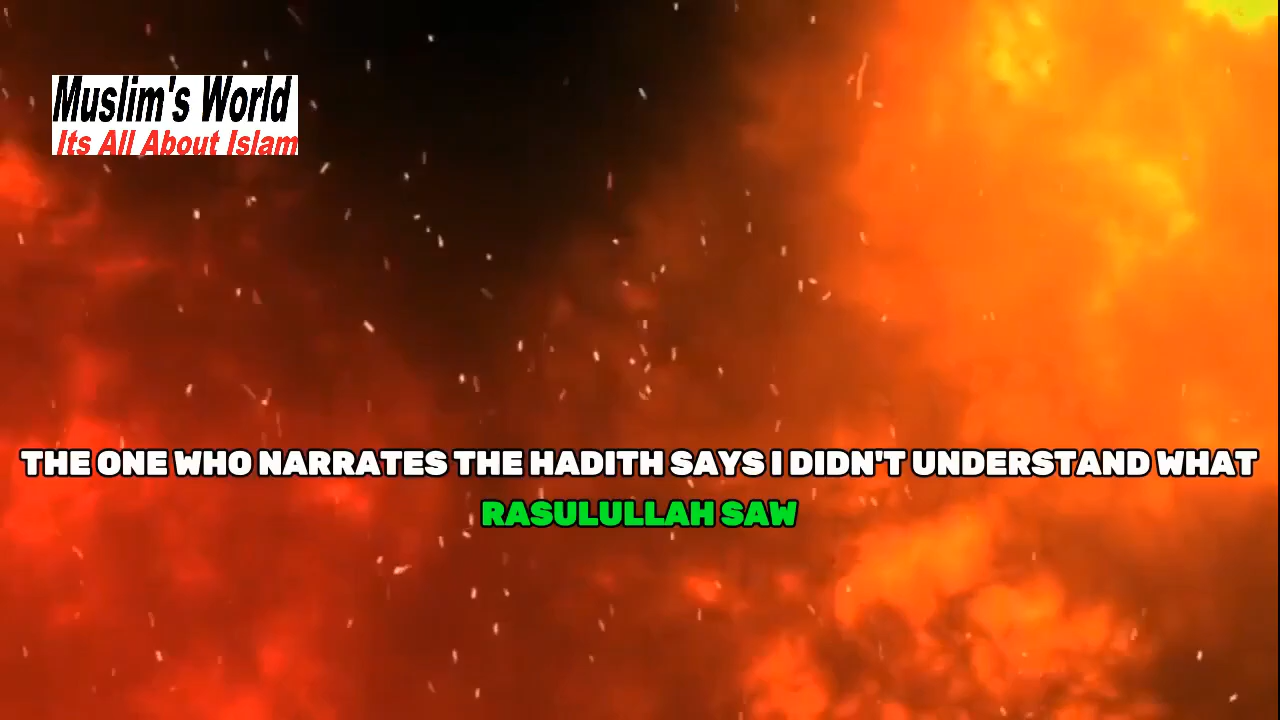 Muslim's World
Its All About Islam
THE ONE WHO NARRATES THE HADITH SAYS I DIDN'T UNDERSTAND WHAT
RASULULLAH SAW